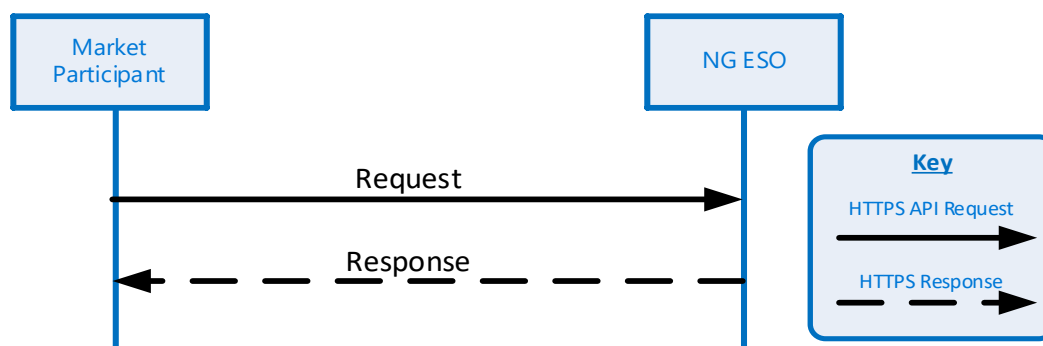 Market
Participant
NG ESO
Request
Response
Key
HTTPS API Request
HTTPS Response